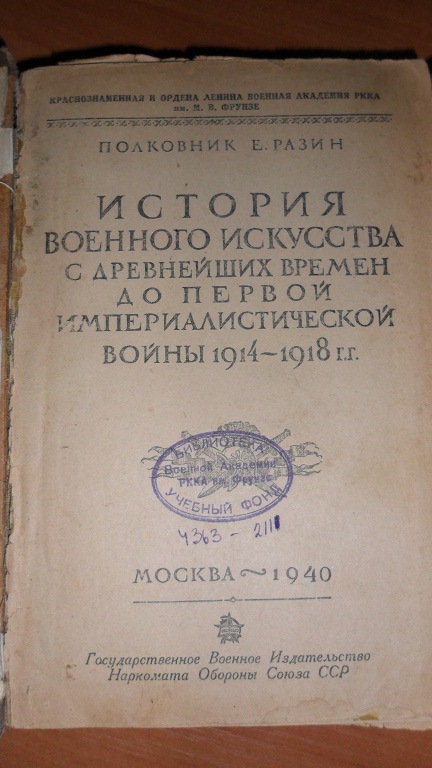 КРАСНОЗНАМЕННАЯ И ОРДЕНА ЛЕНИНА ВОЕННАЯ АКАДЕМИЯ РККА
им. М. В. ФРУНЗЕ
ПОЛКОВНИК Е. РАЗИН
ИСТОРИЯ
ВОЕННОГО ИСКУССТВА
С ДРЕВНЕЙШИХ ВРЕМЕН
ДО ПЕРВОЙ
ИМПЕРИАЛИСТИЧЕСКОЙ
ВОЙНЫ 1914–1918 г.г.
БИБЛИОТЕКА
Военной Академии
РККА им. Фрунзе
УЧЕБНЫЙ ФОНД
4363 –
МОСКВА ~ 1940
Государственное Военное Издательство
Наркомата Обороны Союза ССР